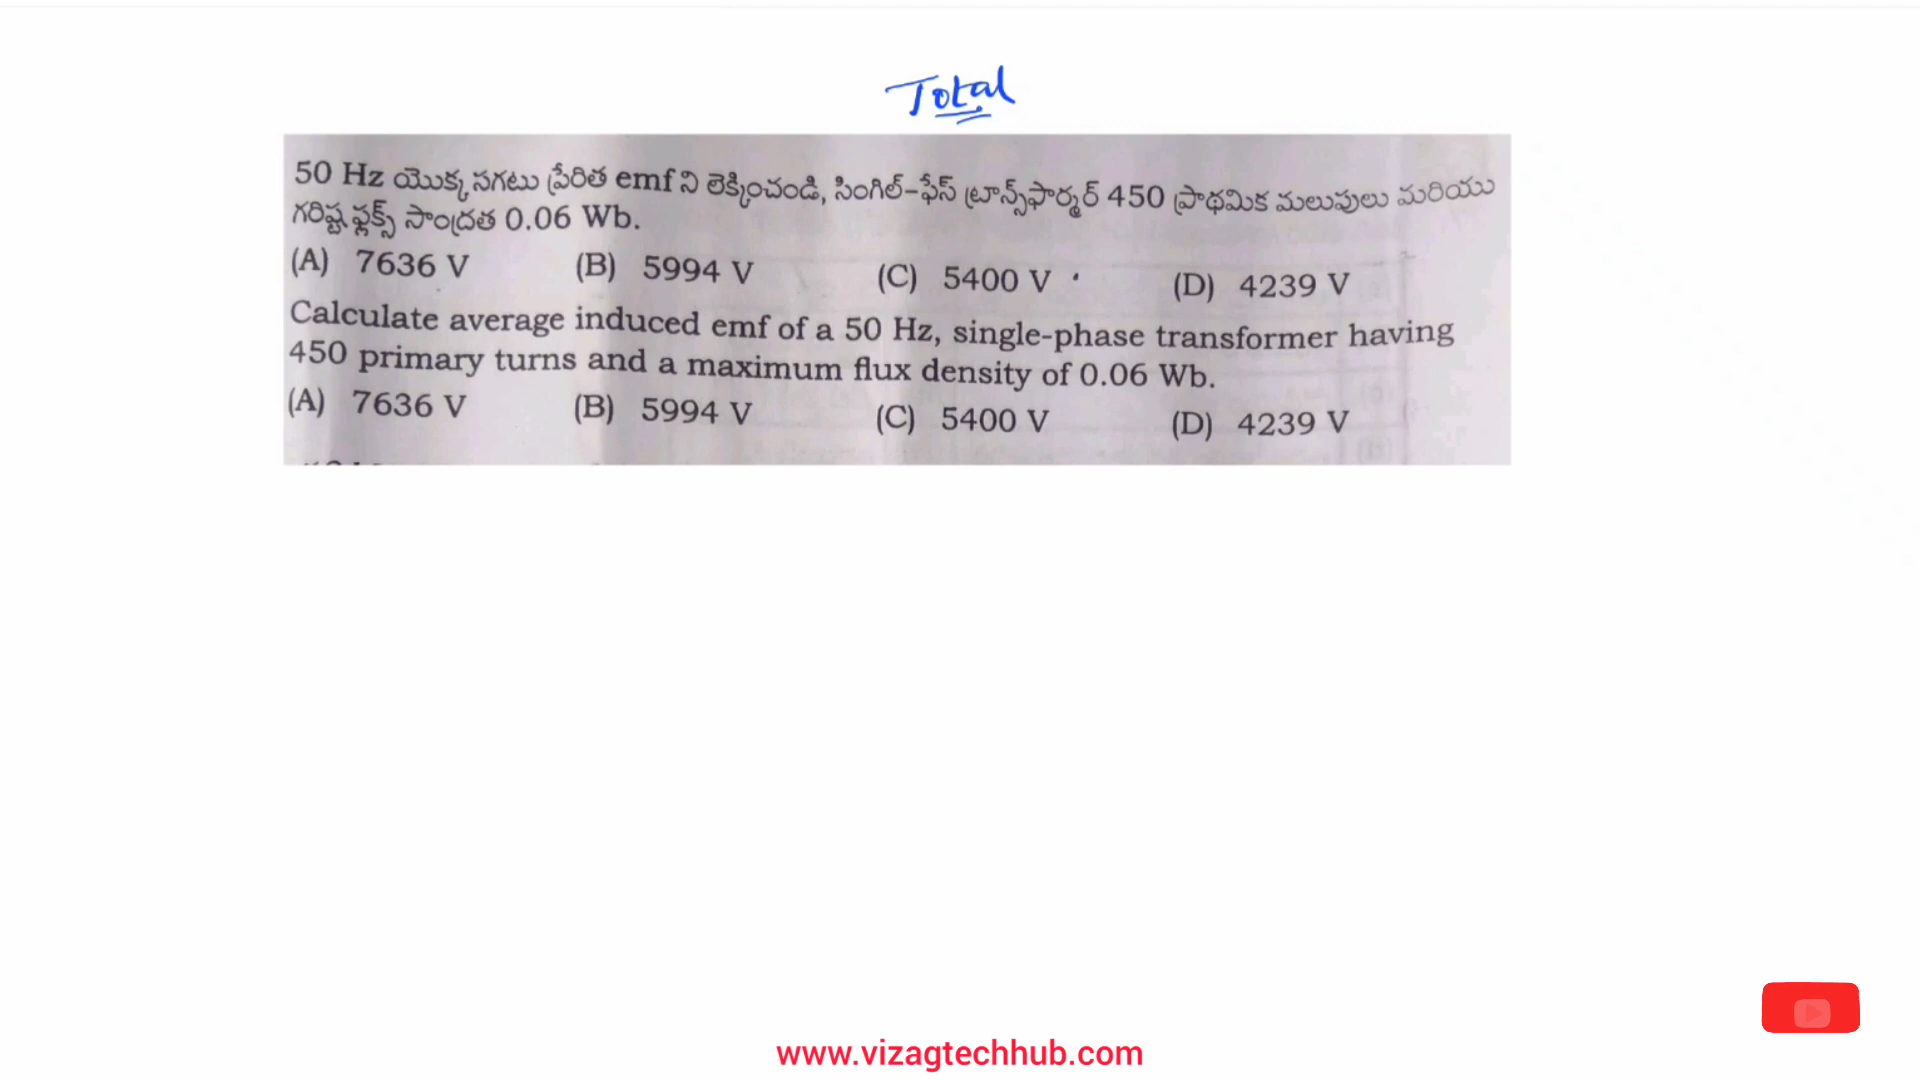 Total
50 Hz యొక్క సగటు ప్రేరిత emf ని లెక్కించండి, సింగిల్-ఫేస్ ట్రాన్స్‌ఫార్మర్ 450 ప్రాథమిక మలుపులు మరియు
గరిష్ట ఫ్లక్స్ సాంద్రత 0.06 Wb.
(A) 7636 V (B) 5994 V (C) 5400 V (D) 4239 V
Calculate average induced emf of a 50 Hz, single-phase transformer having
450 primary turns and a maximum flux density of 0.06 Wb.
(A) 7636 V (B) 5994 V (C) 5400 V (D) 4239 V
www.vizagtechhub.com